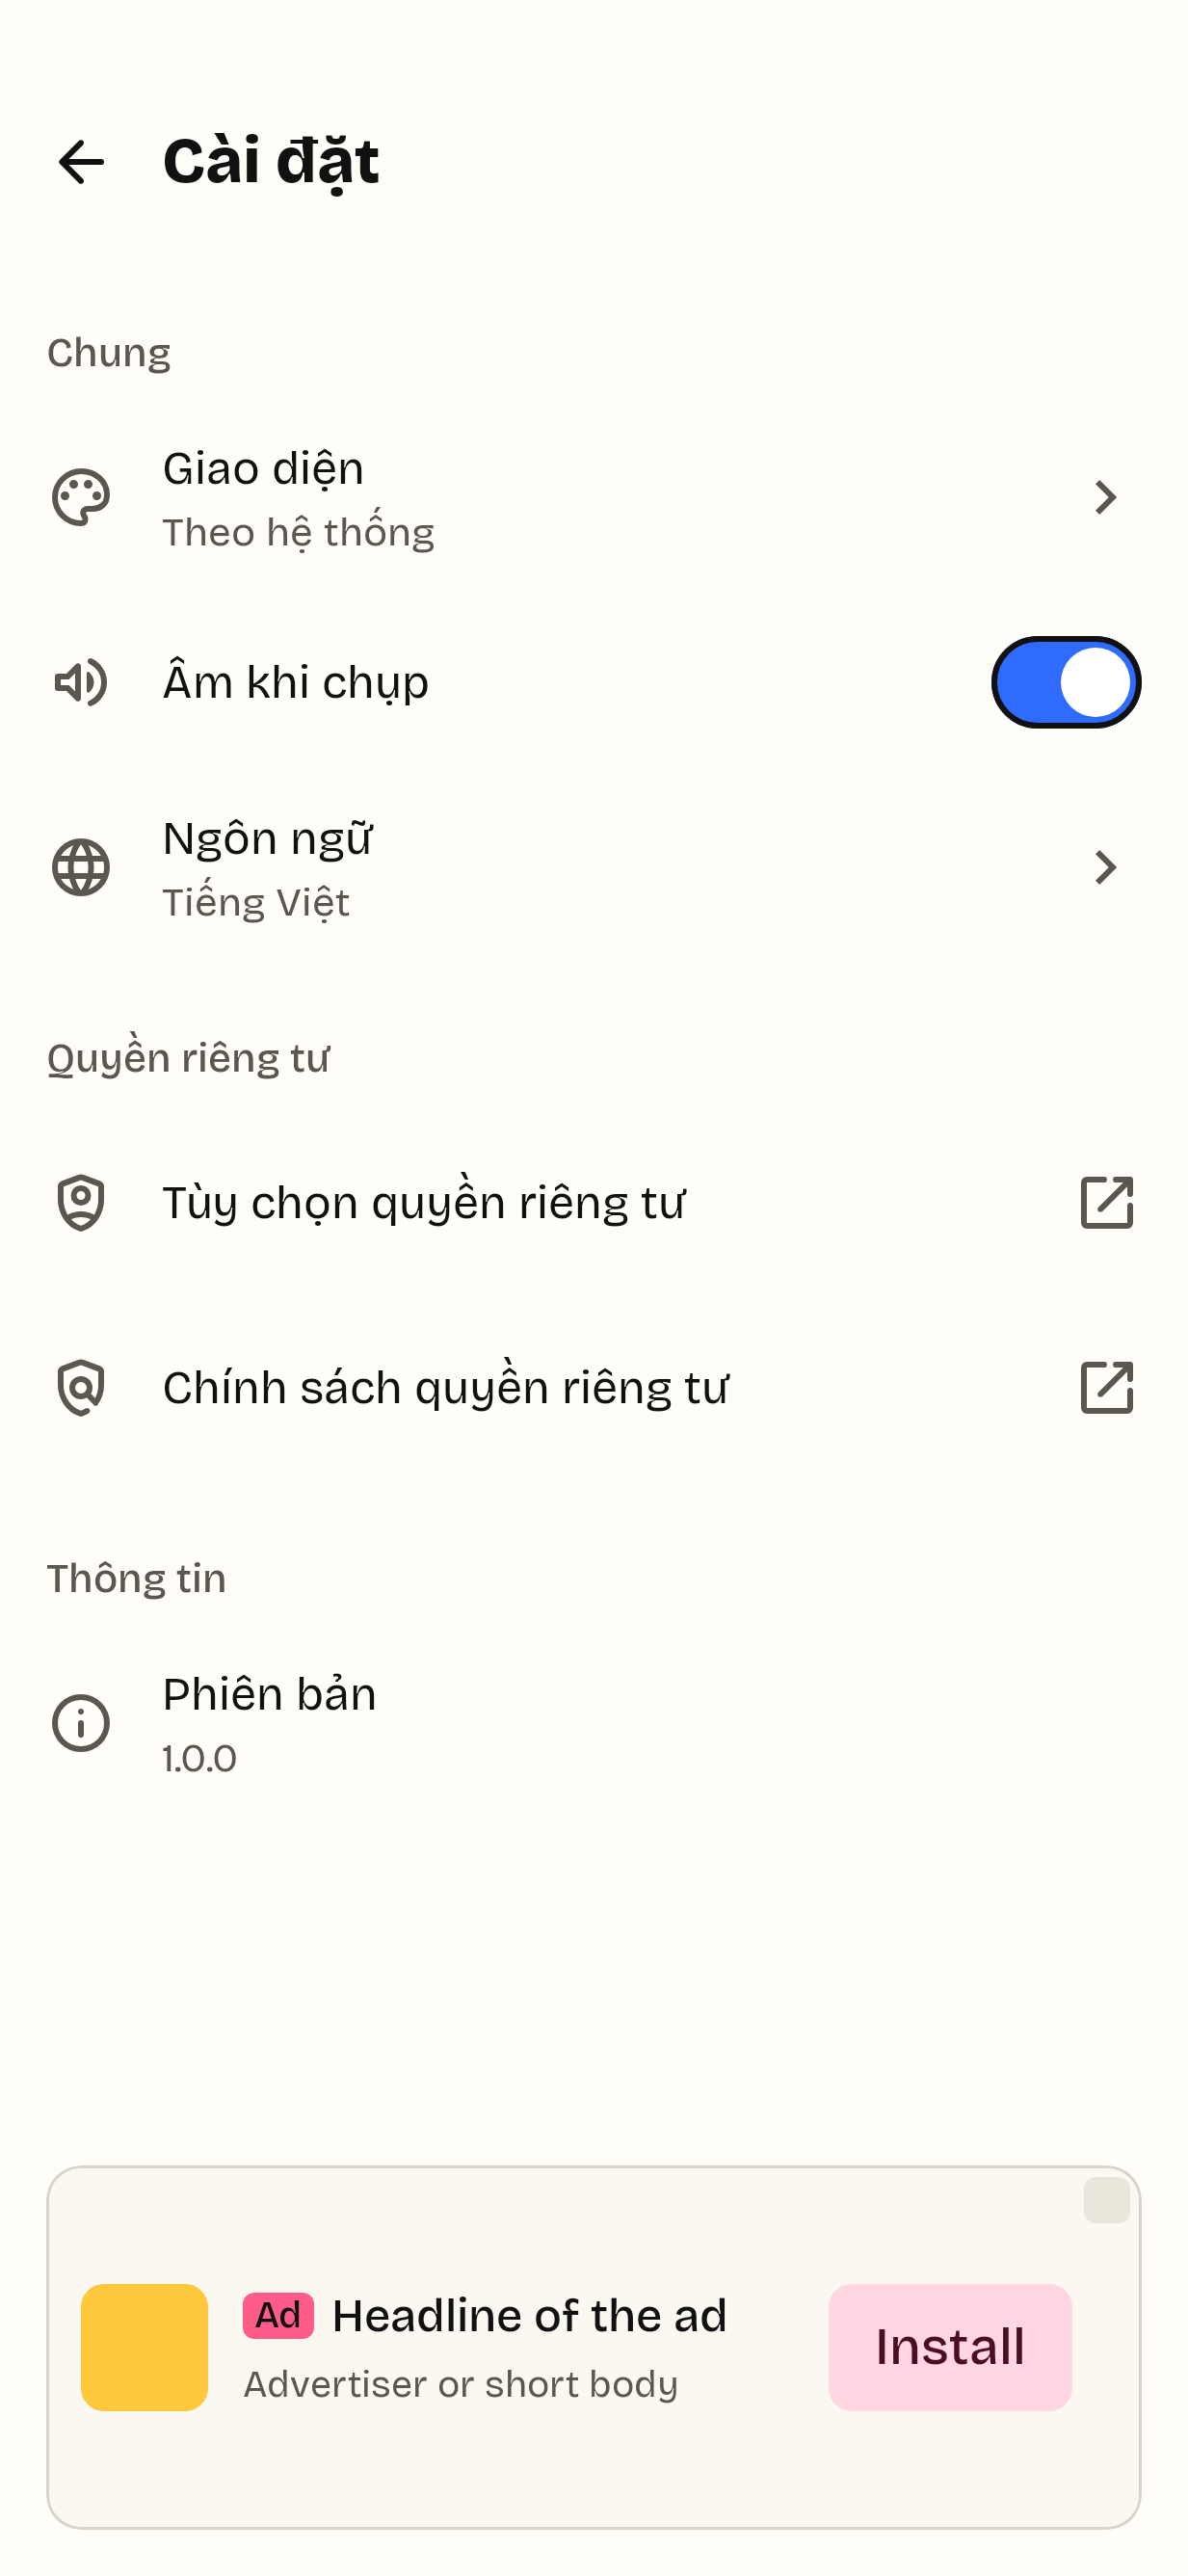 Cài đặt
Chung
Giao diện
Theo hệ thống
Âm khi chụp
Ngôn ngữ
Tiếng Việt
Quyền riêng tư
Tùy chọn quyền riêng tư
Chính sách quyền riêng tư
Thông tin
Phiên bản
1.0.0
Ad Headline of the ad
Advertiser or short body
Install